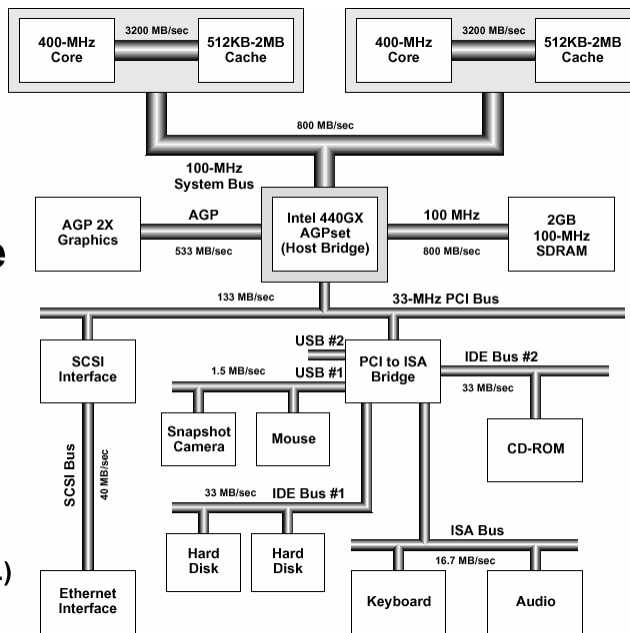 3200 MB/sec
400-MHz
Core
512KB-2MB
Cache
3200 MB/sec
400-MHz
Core
512KB-2MB
Cache
800 MB/sec
100-MHz
System Bus
AGP 2X
Graphics
AGP
533 MB/sec
Intel 440GX
AGPset
(Host Bridge)
100 MHz
800 MB/sec
2GB
100-MHz
SDRAM
e
133 MB/sec
33-MHz PCI Bus
SCSI
Interface
USB #2
USB #1
1.5 MB/sec
PCI to ISA
Bridge
IDE Bus #2
33 MB/sec
Snapshot
Camera
Mouse
CD-ROM
SCSI Bus
40 MB/sec
33 MB/sec
IDE Bus #1
Hard
Disk
Hard
Disk
ISA Bus
16.7 MB/sec
.)
Ethernet
Interface
Keyboard
Audio